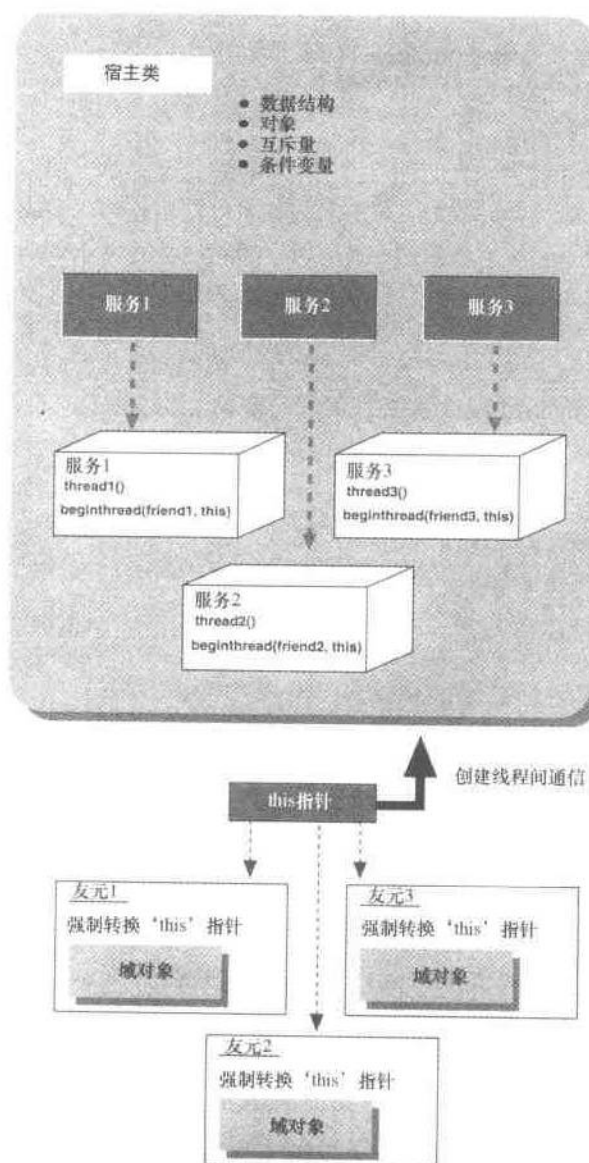 宿主类
● 数据结构
● 对象
● 互斥量
● 条件变量
服务1
服务2
服务3
服务1
thread1()
beginthread(friend1, this)
服务3
thread3()
beginthread(friend3, this)
服务2
thread2()
beginthread(friend2, this)
创建线程间通信
this指针
友元1
强制转换‘this’指针
域对象
友元3
强制转换‘this’指针
域对象
友元2
强制转换‘this’指针
域对象